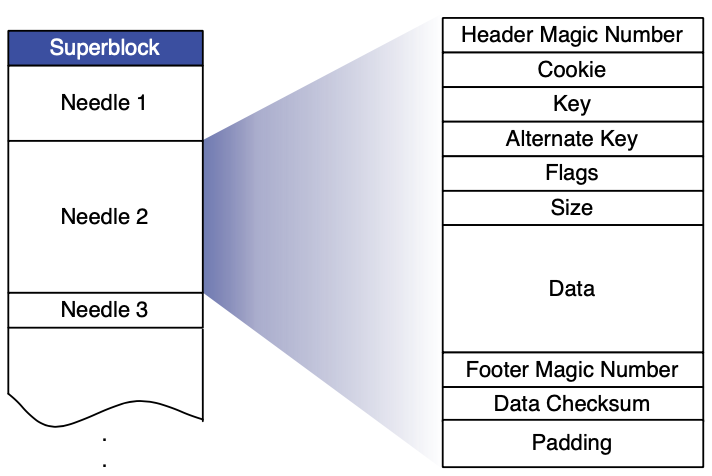 Superblock
Needle 1
Needle 2
Needle 3
.
.
Header Magic Number
Cookie
Key
Alternate Key
Flags
Size
Data
Footer Magic Number
Data Checksum
Padding